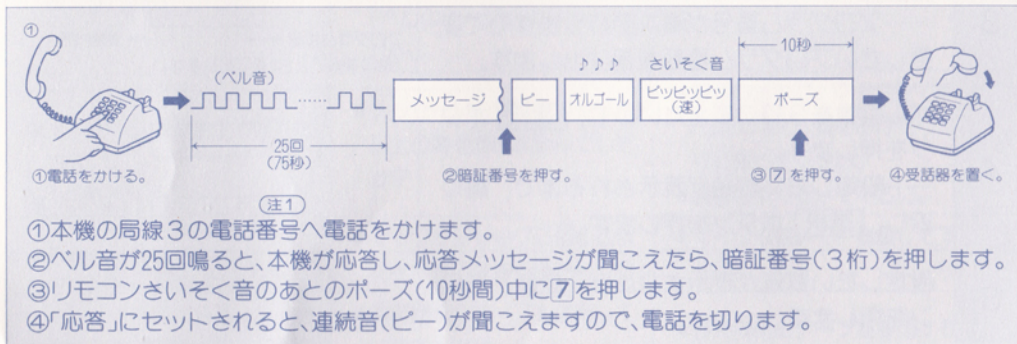 ①
①電話をかける。
(ベル音)
25回
(75秒)
メッセージ
ピー
♪♪♪
オルゴール
さいそく音
ピッピッピッ
(速)
10秒
ポーズ
②暗証番号を押す。
③7を押す。
④受話器を置く。
注1
①本機の局線3の電話番号へ電話をかけます。
②ベル音が25回鳴ると、本機が応答し、応答メッセージが聞こえたら、暗証番号(3桁)を押します。
③リモコンさいそく音のあとのポーズ(10秒間)中に7を押します。
④「応答」にセットされると、連続音(ピー)が聞こえますので、電話を切ります。